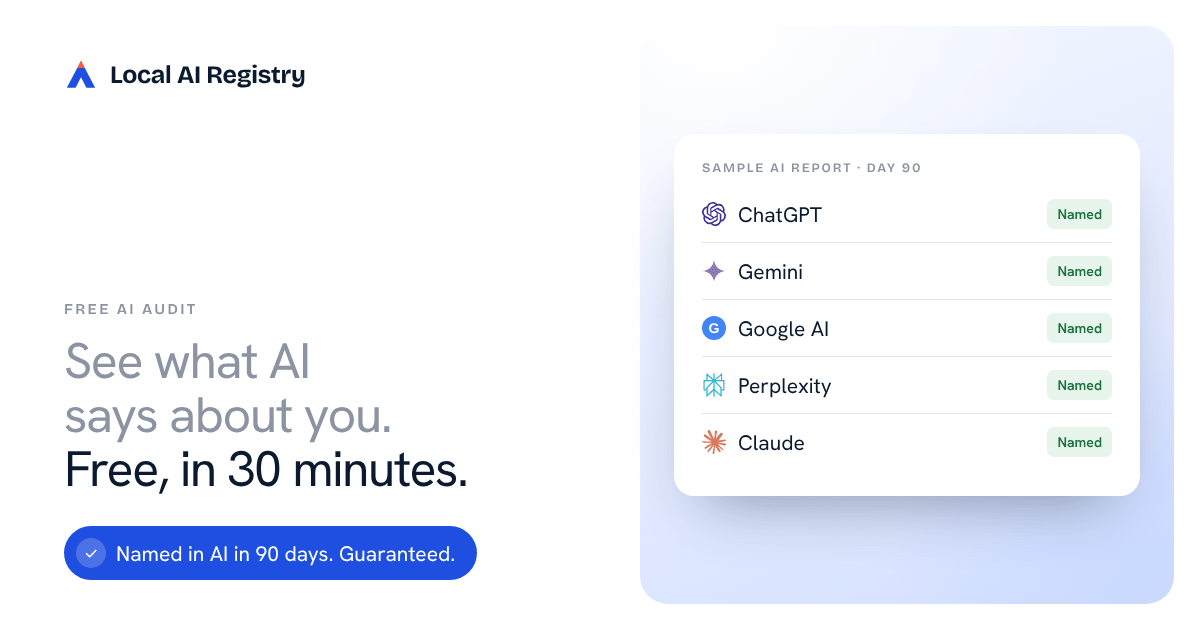 Local AI Registry
FREE AI AUDIT
See what AI
says about you.
Free, in 30 minutes.
Named in AI in 90 days. Guaranteed.
SAMPLE AI REPORT · DAY 90
ChatGPT Named
Gemini Named
G Google AI Named
Perplexity Named
Claude Named